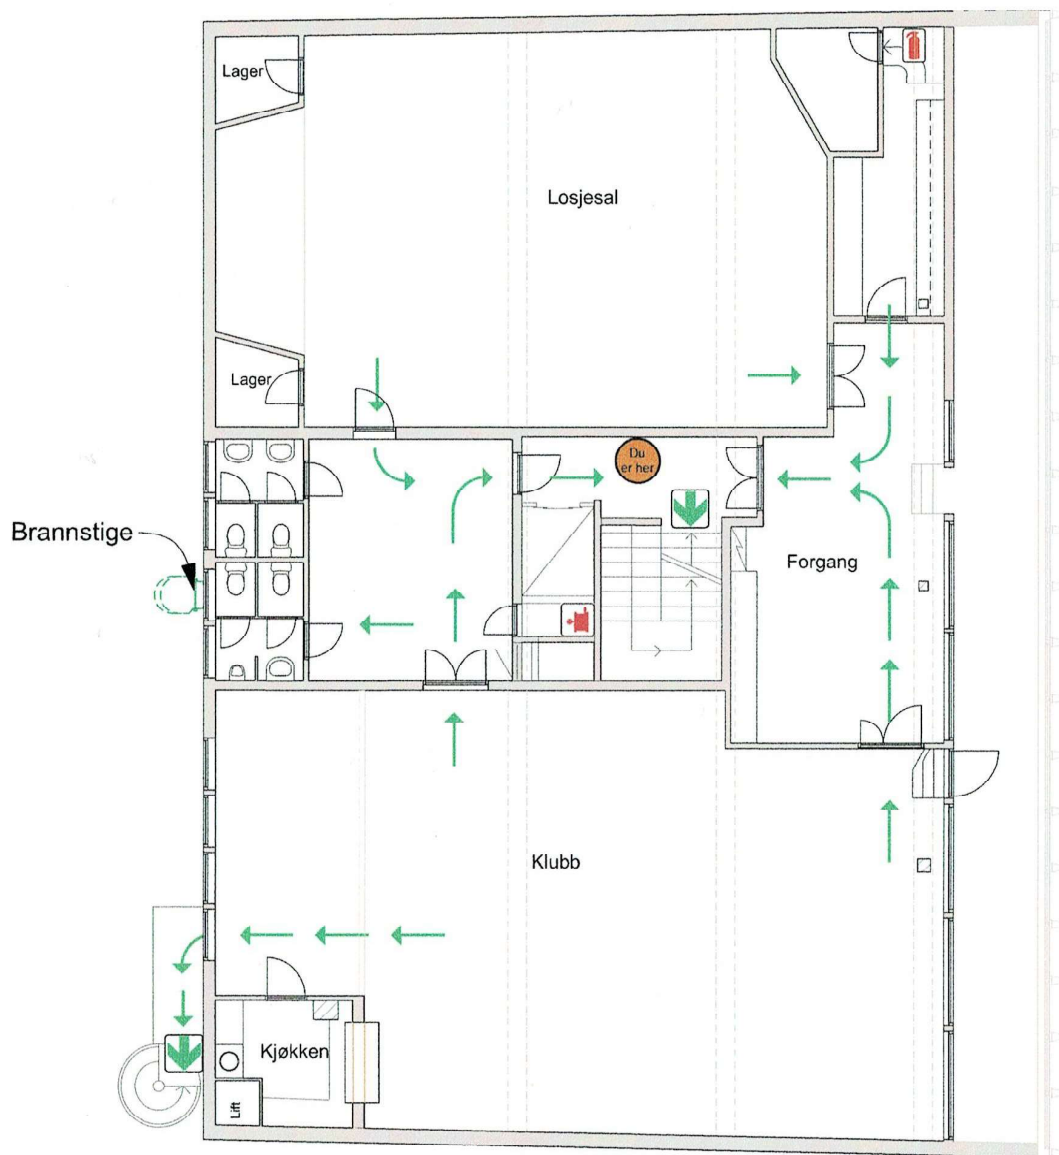 Lager
Losjesal
Lager
Du
er her
Brannstige
Forgang
Klubb
Kjøkken
Lift